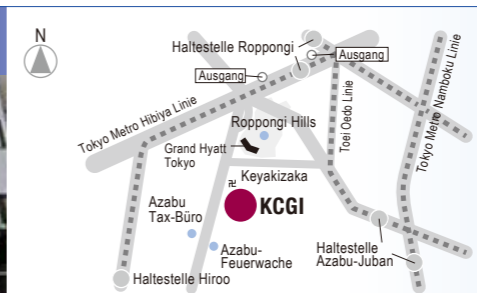 N
Haltestelle Roppongi
Ausgang
Ausgang
Tokyo Metro Hibiya Linie
Roppongi Hills
Toei Oedo Linie
Tokyo Metro Namboku Linie
Grand Hyatt
Tokyo
Keyakizaka
卍
KCGI
Azabu
Tax-Büro
Azabu-
Feuerwache
Haltestelle
Azabu-Juban
Haltestelle Hiroo